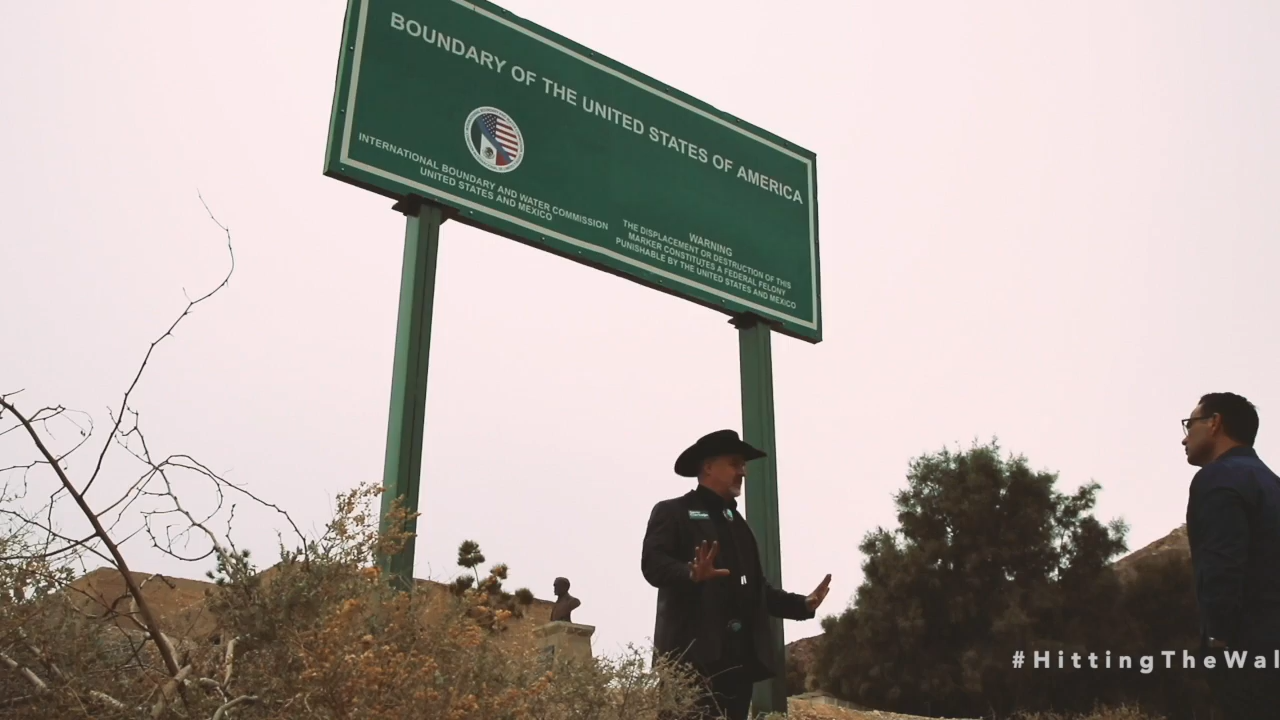 BOUNDARY OF THE UNITED STATES OF AMERICA
INTERNATIONAL BOUNDARY AND WATER COMMISSION
UNITED STATES AND MEXICO
WARNING
THE DISPLACEMENT OR DESTRUCTION OF THIS
MARKER CONSTITUTES A FEDERAL FELONY
PUNISHABLE BY THE UNITED STATES AND MEXICO
#HittingTheWal